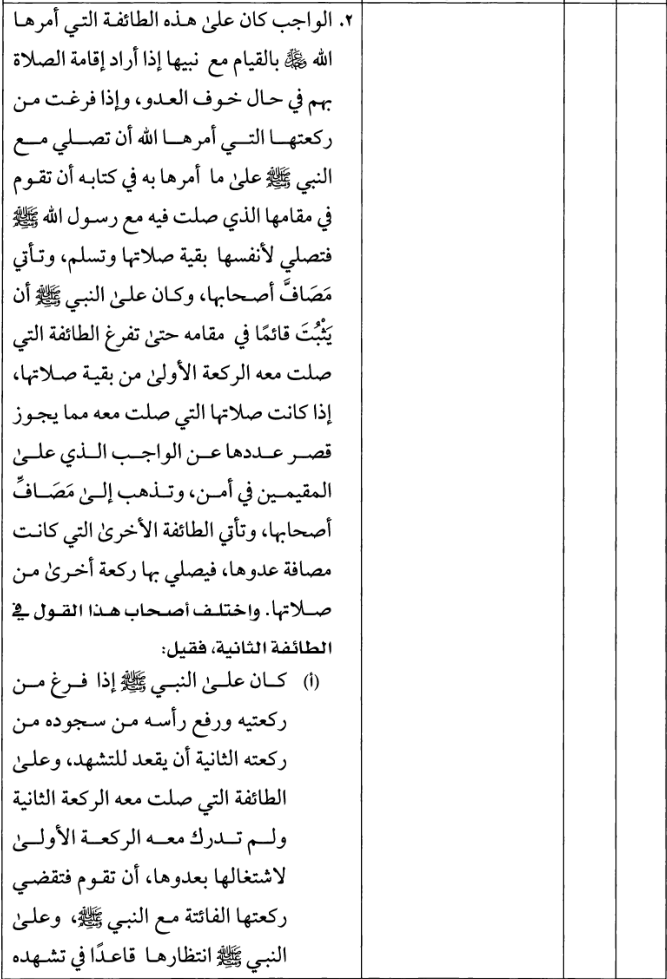 ٢. الواجب كان علىٰ هذه الطائفة التي أمرها
الله ﷻ بالقيام مع نبيها إذا أراد إقامة الصلاة
بهم في حال خوف العدو، وإذا فرغت من
ركعتها التي أمرها الله أن تصلي مع
النبي ﷺ علىٰ ما أمرها به في كتابه أن تقوم
في مقامها الذي صلت فيه مع رسول الله ﷺ
فتصلي لأنفسها بقية صلاتها وتسلم، وتأتي
مَصَافَّ أصحابها، وكان علىٰ النبي ﷺ أن
يَثْبُتَ قائمًا في مقامه حتىٰ تفرغ الطائفة التي
صلت معه الركعة الأولىٰ من بقية صلاتها،
إذا كانت صلاتها التي صلت معه مما يجوز
قصر عددها عن الواجب الذي علىٰ
المقيمين في أمن، وتذهب إلىٰ مَصَافِّ
أصحابها، وتأتي الطائفة الأخرىٰ التي كانت
مصافة عدوها، فيصلي بها ركعة أخرىٰ من
صلاتها. واختلف أصحاب هذا القول في
الطائفة الثانية، فقيل:
(أ) كان علىٰ النبي ﷺ إذا فرغ من
ركعتيه ورفع رأسه من سجوده من
ركعته الثانية أن يقعد للتشهد، وعلىٰ
الطائفة التي صلت معه الركعة الثانية
ولم تدرك معه الركعة الأولىٰ
لاشتغالها بعدوها، أن تقوم فتقضي
ركعتها الفائتة مع النبي ﷺ، وعلىٰ
النبي ﷺ انتظارها قاعدًا في تشهده